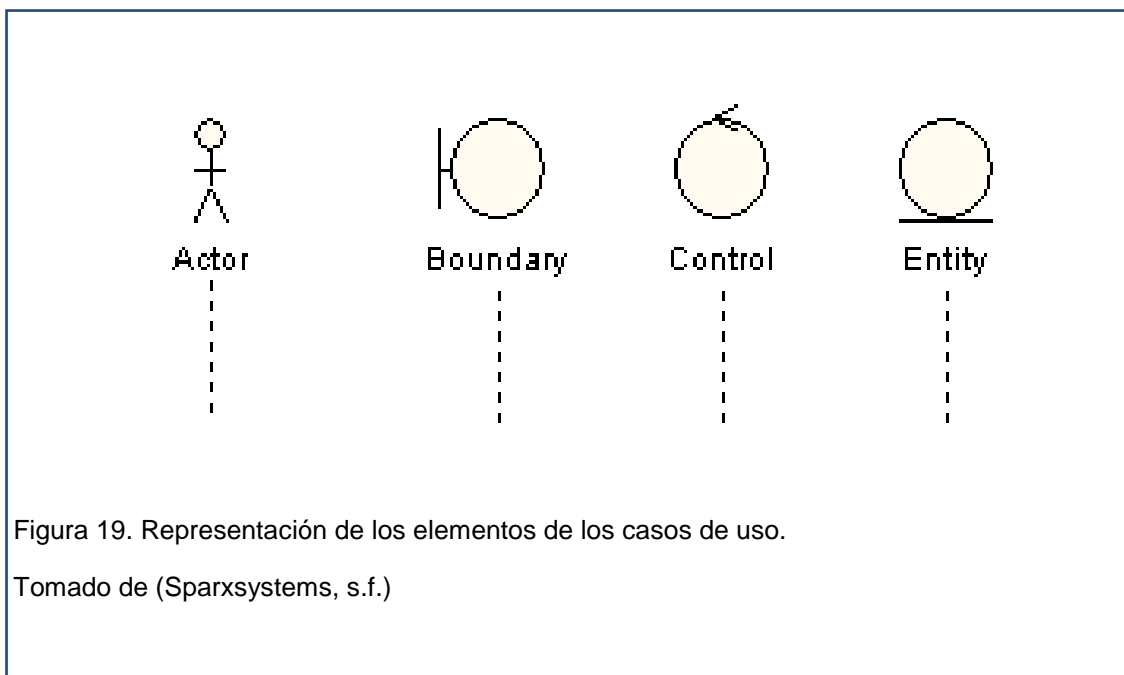 Actor Boundary Control Entity
Figura 19. Representación de los elementos de los casos de uso.
Tomado de (Sparxsystems, s.f.)